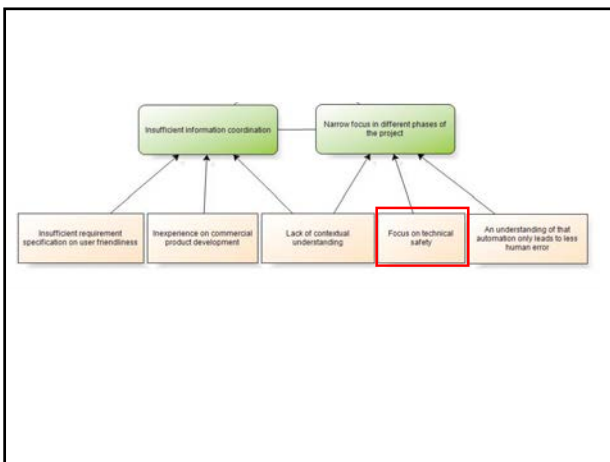 Insufficient information coordination
Narrow focus in different phases of
the project
Insufficient requirement
specification on user friendliness
Inexperience on commercial
product development
Lack of contextual
understanding
Focus on technical
safety
An understanding of that
automation only leads to less
human error